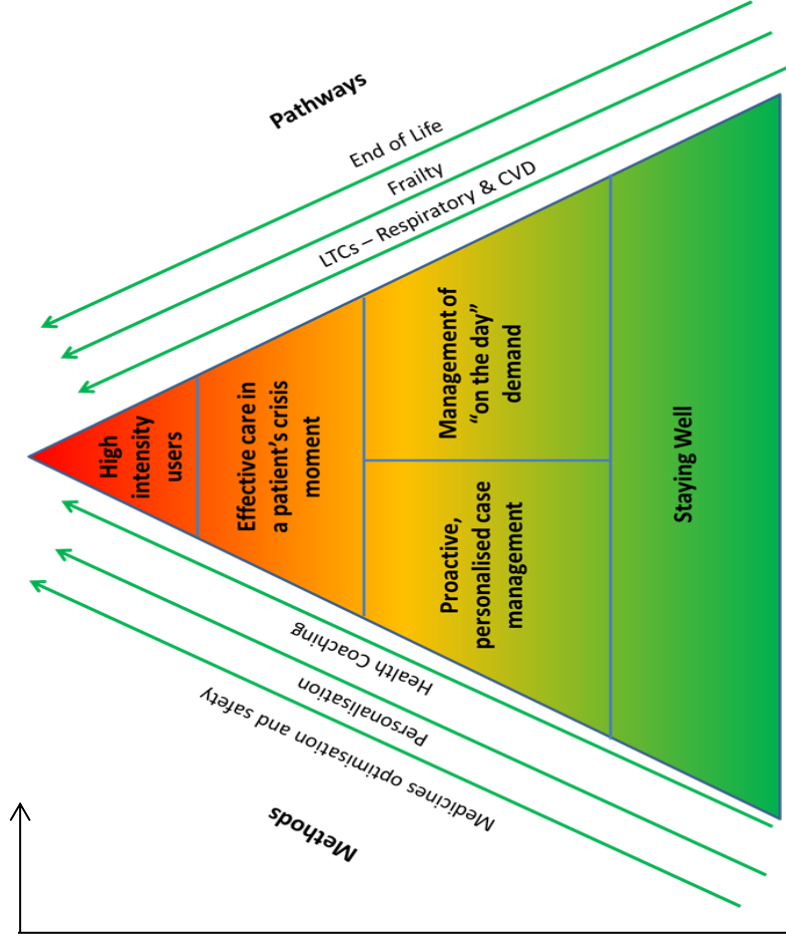 Pathways
End of Life
Frailty
LTCs – Respiratory & CVD
High
intensity
users
Effective care in
a patient's crisis
moment
Proactive,
personalised case
management
Management of
“on the day”
demand
Staying Well
Health Coaching
Personalisation
Medicines optimisation and safety
Methods